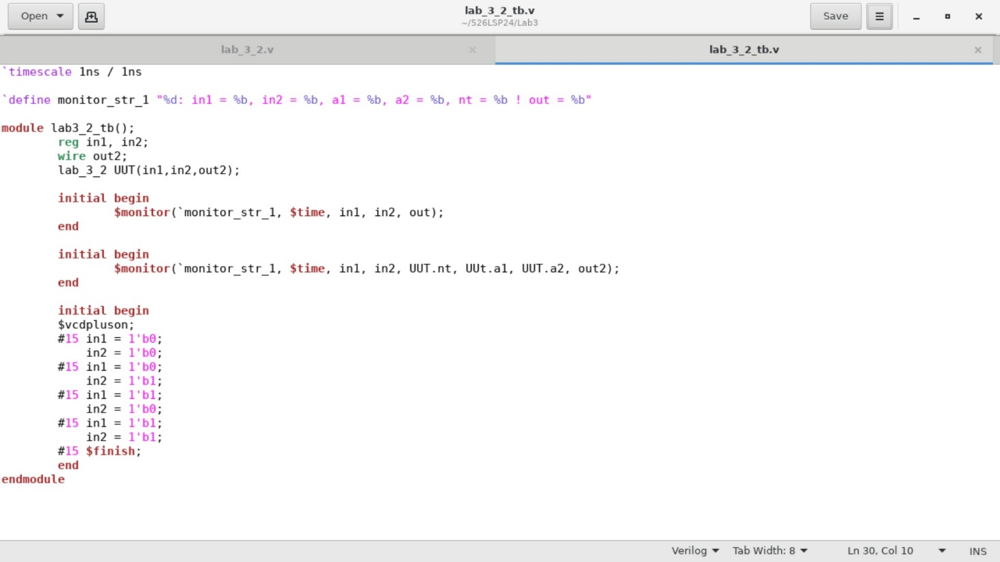 Open
lab_3_2_tb.v
~/526LSP24/Lab3
Save
lab_3_2.v
lab_3_2_tb.v
`timescale 1ns / 1ns
`define monitor_str_1 "%d: in1 = %b, in2 = %b, a1 = %b, a2 = %b, nt = %b ! out = %b"
module lab3_2_tb();
reg in1, in2;
wire out2;
lab_3_2 UUT(in1,in2,out2);
initial begin
$monitor(`monitor_str_1, $time, in1, in2, out);
end
initial begin
$monitor(`monitor_str_1, $time, in1, in2, UUT.nt, UUt.a1, UUT.a2, out2);
end
initial begin
$vcdpluson;
#15 in1 = 1'b0;
in2 = 1'b0;
#15 in1 = 1'b0;
in2 = 1'b1;
#15 in1 = 1'b1;
in2 = 1'b0;
#15 in1 = 1'b1;
in2 = 1'b1;
#15 $finish;
end
endmodule
Verilog Tab Width: 8 Ln 30, Col 10 INS